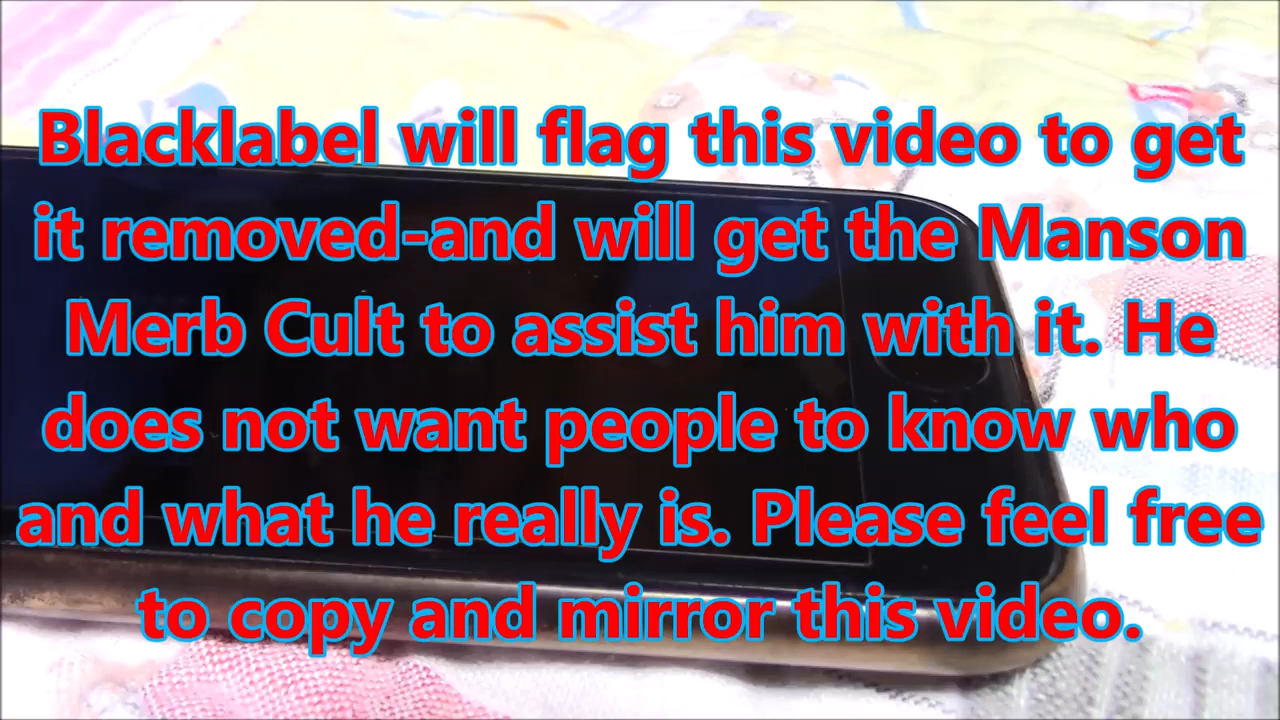 Blacklabel will flag this video to get
it removed-and will get the Manson
Merb Cult to assist him with it. He
does not want people to know who
and what he really is. Please feel free
to copy and mirror this video.